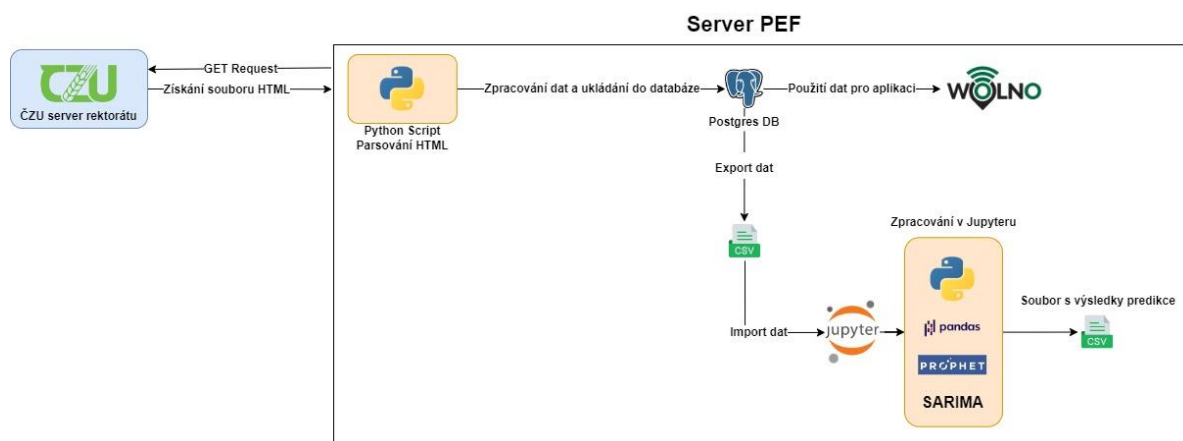 Server PEF
GET Request
Získání souboru HTML
CZU
ČZU server rektorátu
Python Script
Parsování HTML
Zpracování dat a ukládání do databáze
Postgres DB
Použití dat pro aplikaci
WOLNO
Export dat
CSV
Import dat
jupyter
Zpracování v Jupyteru
pandas
PROPHET
SARIMA
Soubor s výsledky predikce
CSV